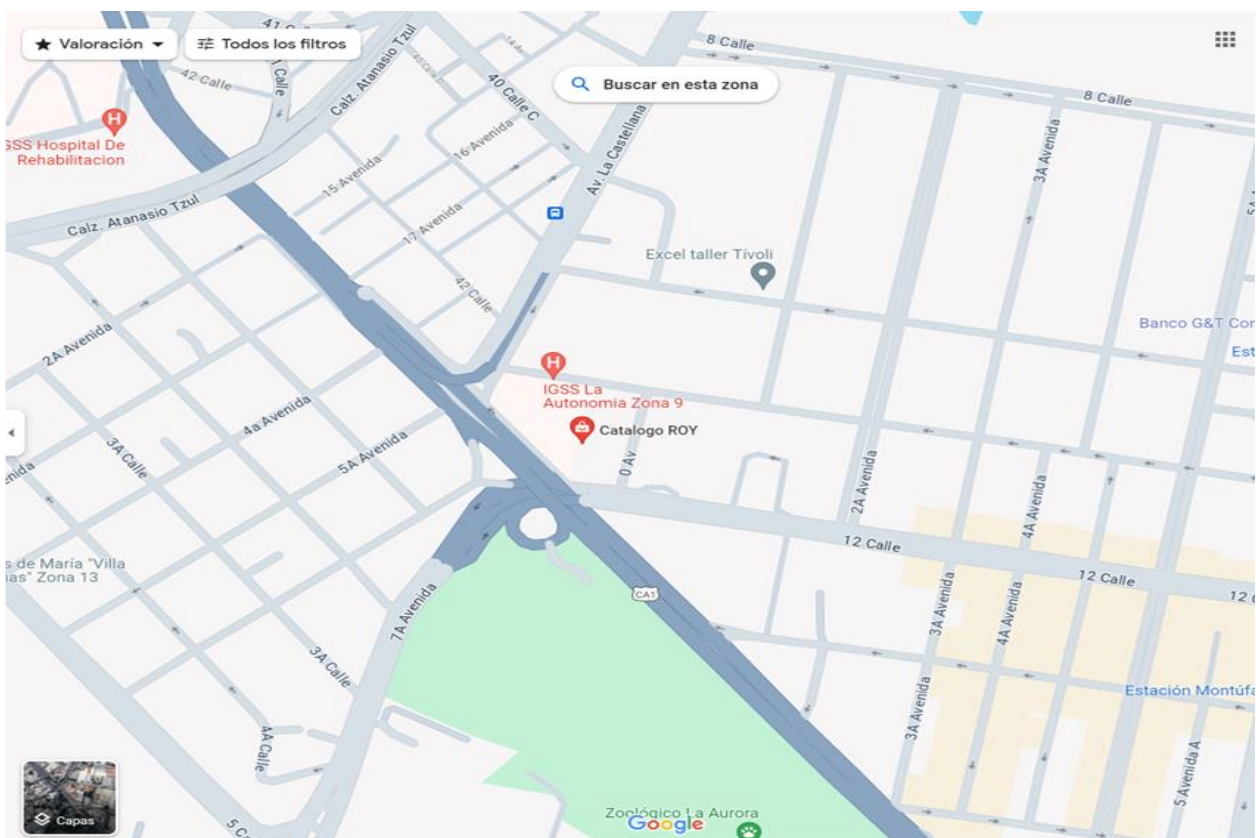 Valoración
Todos los filtros
Buscar en esta zona
8 Calle
8 Calle
42 Calle
Calz. Atanasio Tzul
40 Calle C
GSS Hospital De
Rehabilitacion
16 Avenida
15 Avenida
Av. La Castellana
3A Avenida
Calz. Atanasio Tzul
17 Avenida
Excel taller Tívoli
42 Calle
2A Avenida
Banco G&T Con
Est
IGSS La
Autonomia Zona 9
Catalogo ROY
4a Avenida
3A Calle
5A Avenida
0 Av
2A Avenida
4A Avenida
enida
12 Calle
12 Calle
12 C
s de María "Villa
as" Zona 13
CA1
7A Avenida
3A Avenida
4A Avenida
3A Calle
Estación Montúfa
3A Avenida
4A Calle
5 Avenida A
Capas
5 C
Zoológico La Aurora
Google